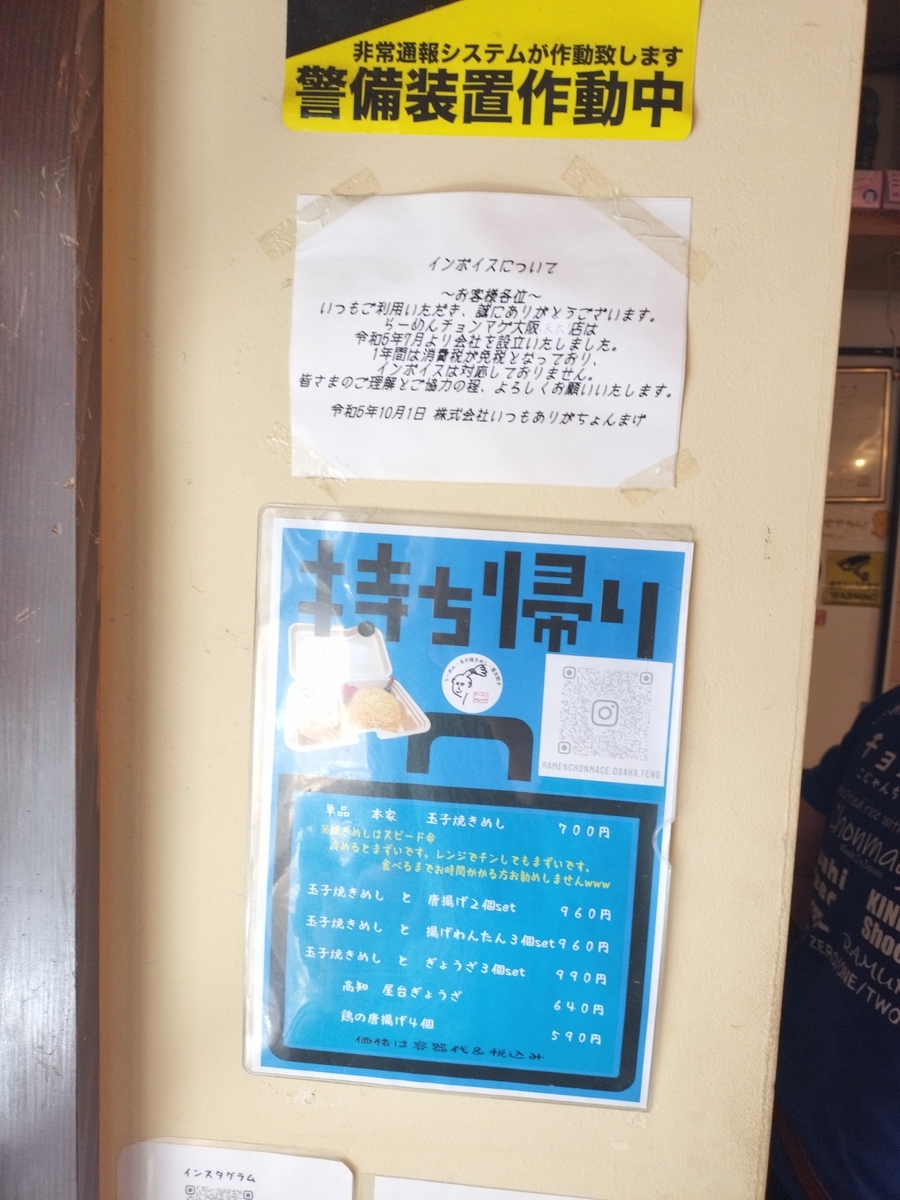 非常通報システムが作動致します
警備装置作動中
インボイスについて
～お客様各位～
いつもご利用いただき、誠にありがとうございます。
らーめんチョンマゲ大阪 店は
令和5年7月より会社を設立いたしました。
1年間は消費税が免税となっており、
インボイスは対応しておりません。
皆さまのご理解とご協力の程、よろしくお願いいたします。
令和5年10月1日 株式会社いつもありがちょんまげ
持ち帰り
RAMENCHONMAGE.OSAKA.TENB
単品 本家 玉子焼きめし 700円
※焼きめしはスピード命
冷めるとまずいです。レンジでチンしてもまずいです。
食べるまでお時間かかる方お勧めしませんwww
玉子焼きめし と 唐揚げ2個set 960円
玉子焼きめし と 揚げわんたん3個set960円
玉子焼きめし と ぎょうざ3個set 990円
高知 屋台ぎょうざ 640円
鶏の唐揚げ4個 590円
価格は容器代&税込み
インスタグラム
WARNING
チョ
にゃん
KIN
Shoo
ZEROONE/TWO